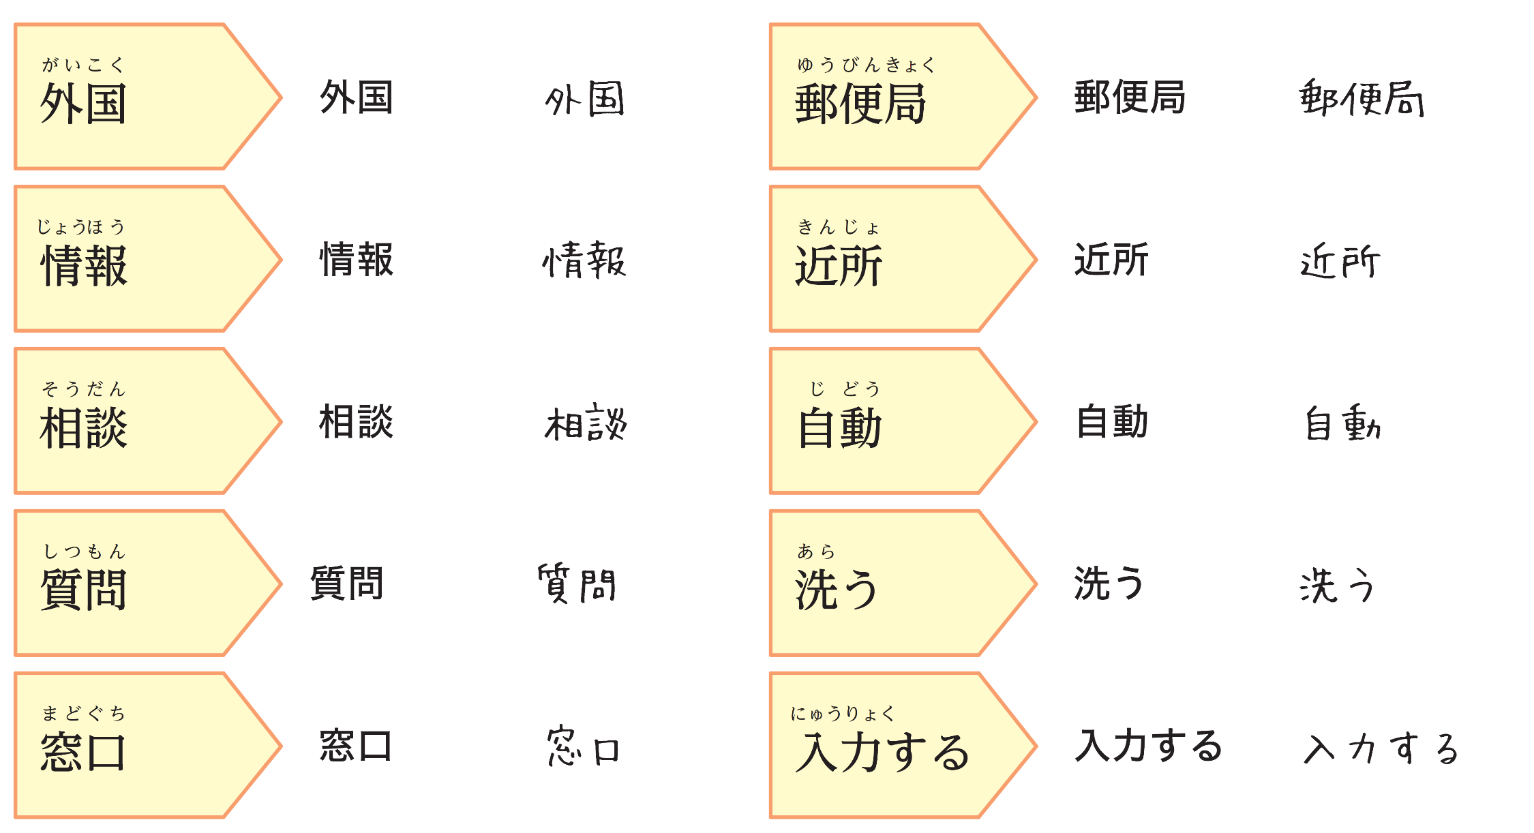 がいこく
外国 外国 外国
じょうほう
情報 情報 情報
そうだん
相談 相談 相談
しつもん
質問 質問 質問
まどぐち
窓口 窓口 窓口
ゆうびんきょく
郵便局 郵便局 郵便局
きんじょ
近所 近所 近所
じどう
自動 自動 自動
あら
洗う 洗う 洗う
にゅうりょく
入力する 入力する 入力する